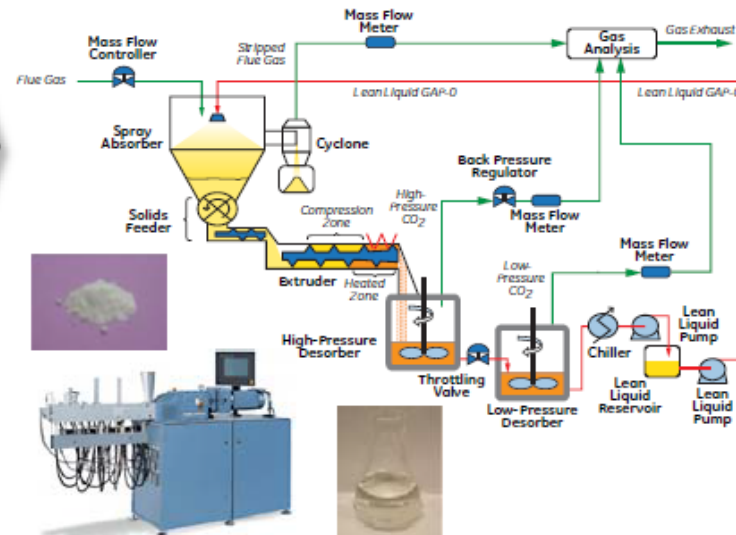 Mass Flow
Meter
Mass Flow
Controller
Stripped
Flue Gas
Gas
Analysis
Gas Exhaust
Flue Gas
Lean Liquid GAP-0
Lean Liquid GAP-0
Spray
Absorber
Cyclone
Back Pressure
Regulator
High-
Pressure
CO2
Compression
Zone
Solids
Feeder
Mass Flow
Meter
Mass Flow
Meter
Low-
Pressure
CO2
Extruder
Heated
Zone
High-Pressure
Desorber
Chiller
Lean
Liquid
Pump
Throttling
Valve
Low-Pressure
Desorber
Lean
Liquid Reservoir
Lean
Liquid
Pump